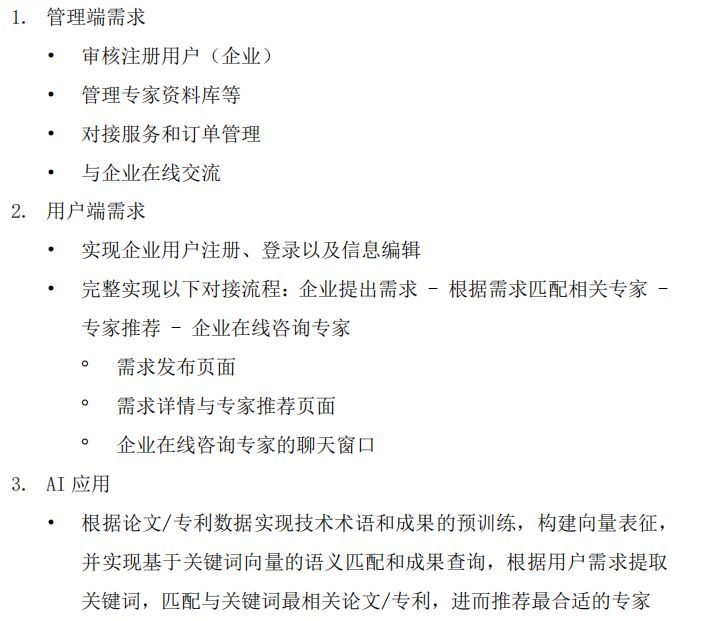 1. 管理端需求
• 审核注册用户（企业）
• 管理专家资料库等
• 对接服务和订单管理
• 与企业在线交流
2. 用户端需求
• 实现企业用户注册、登录以及信息编辑
• 完整实现以下对接流程：企业提出需求 - 根据需求匹配相关专家 -
专家推荐 - 企业在线咨询专家
◦ 需求发布页面
◦ 需求详情与专家推荐页面
◦ 企业在线咨询专家的聊天窗口
3. AI 应用
• 根据论文/专利数据实现技术术语和成果的预训练，构建向量表征，
并实现基于关键词向量的语义匹配和成果查询，根据用户需求提取
关键词，匹配与关键词最相关论文/专利，进而推荐最合适的专家